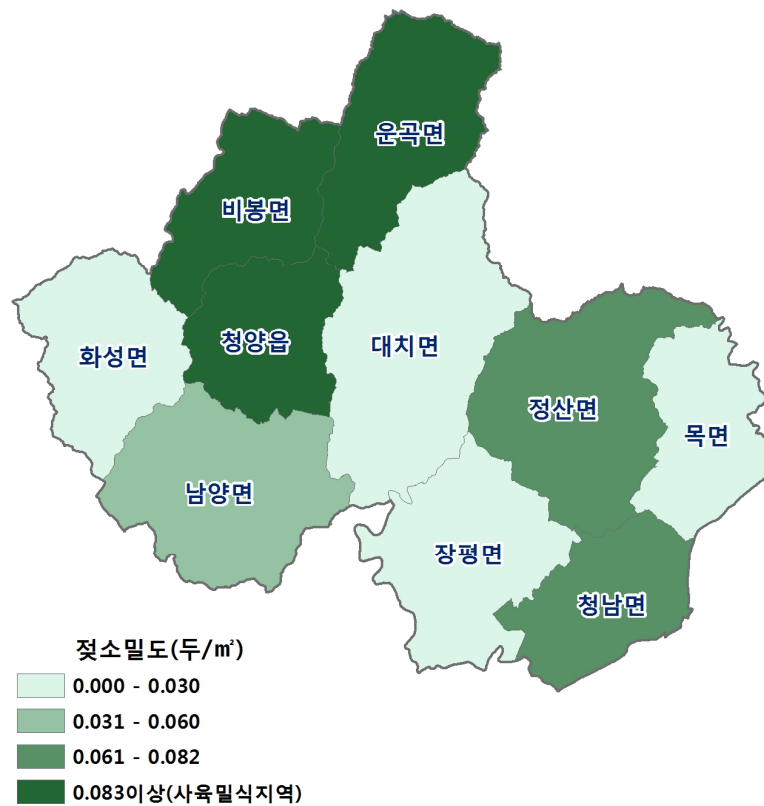 운곡면
비봉면
청양읍
대치면
화성면
정산면
목면
남양면
장평면
청남면
젖소밀도(두/㎡)
0.000 - 0.030
0.031 - 0.060
0.061 - 0.082
0.083이상(사육밀식지역)